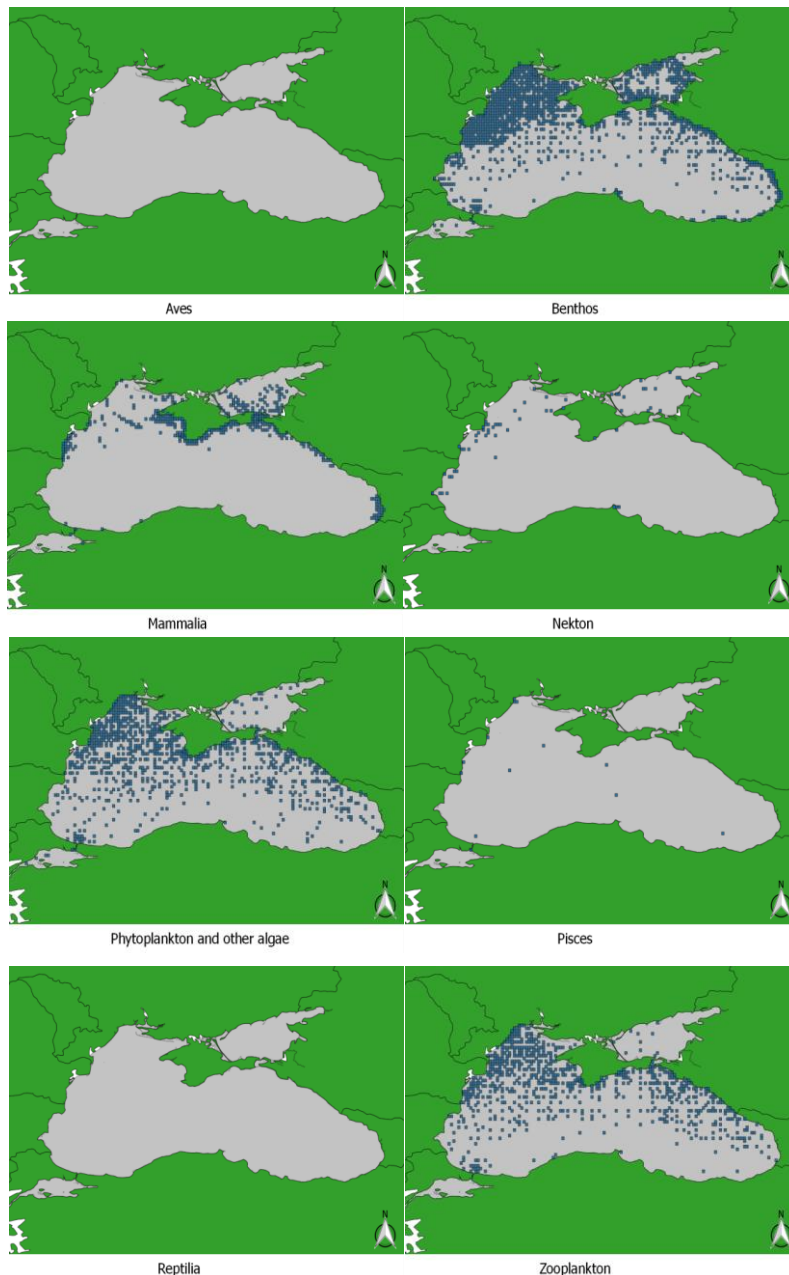 N
N
Aves
Benthos
N
N
Mammalia
Nekton
N
N
Phytoplankton and other algae
Pisces
N
N
Reptilia
Zooplankton